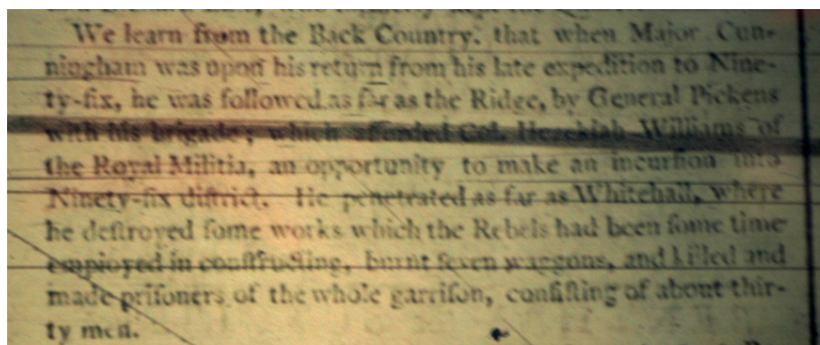 We learn from the Back Country, that when Major Cun-
ningham was upon his return from his late expedition to Nine-
ty-fix, he was followed as far as the Ridge, by General Pickens
with his brigade; which afforded Col. Hezekiah Williams of
the Royal Militia, an opportunity to make an incurſion into
Ninety-ſix diſtrict. He penetrated as far as Whitehall, where
he deſtroyed ſome works which the Rebels had been ſome time
employed in conſtructing, burnt ſeven waggons, and killed and
made priſoners of the whole garriſon, conſiſting of about thir-
ty men.